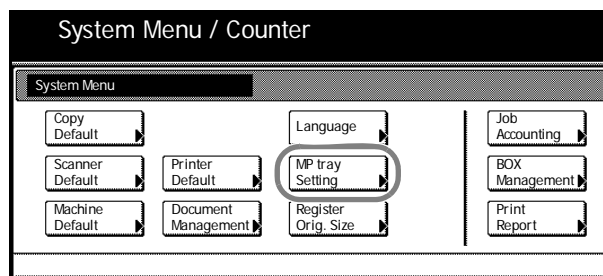 System Menu / Counter
System Menu
Copy
Default
Language
Job
Accounting
Scanner
Default
Printer
Default
MP tray
Setting
BOX
Management
Machine
Default
Document
Management
Register
Orig. Size
Print
Report